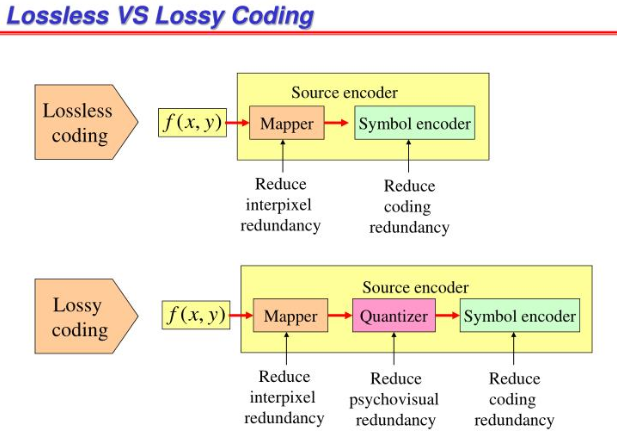 Lossless VS Lossy Coding
Source encoder
Lossless
coding
f(x, y)
Mapper
Symbol encoder
Reduce
interpixel
redundancy
Reduce
coding
redundancy
Source encoder
Lossy
coding
f(x, y)
Mapper
Quantizer
Symbol encoder
Reduce
interpixel
redundancy
Reduce
psychovisual
redundancy
Reduce
coding
redundancy